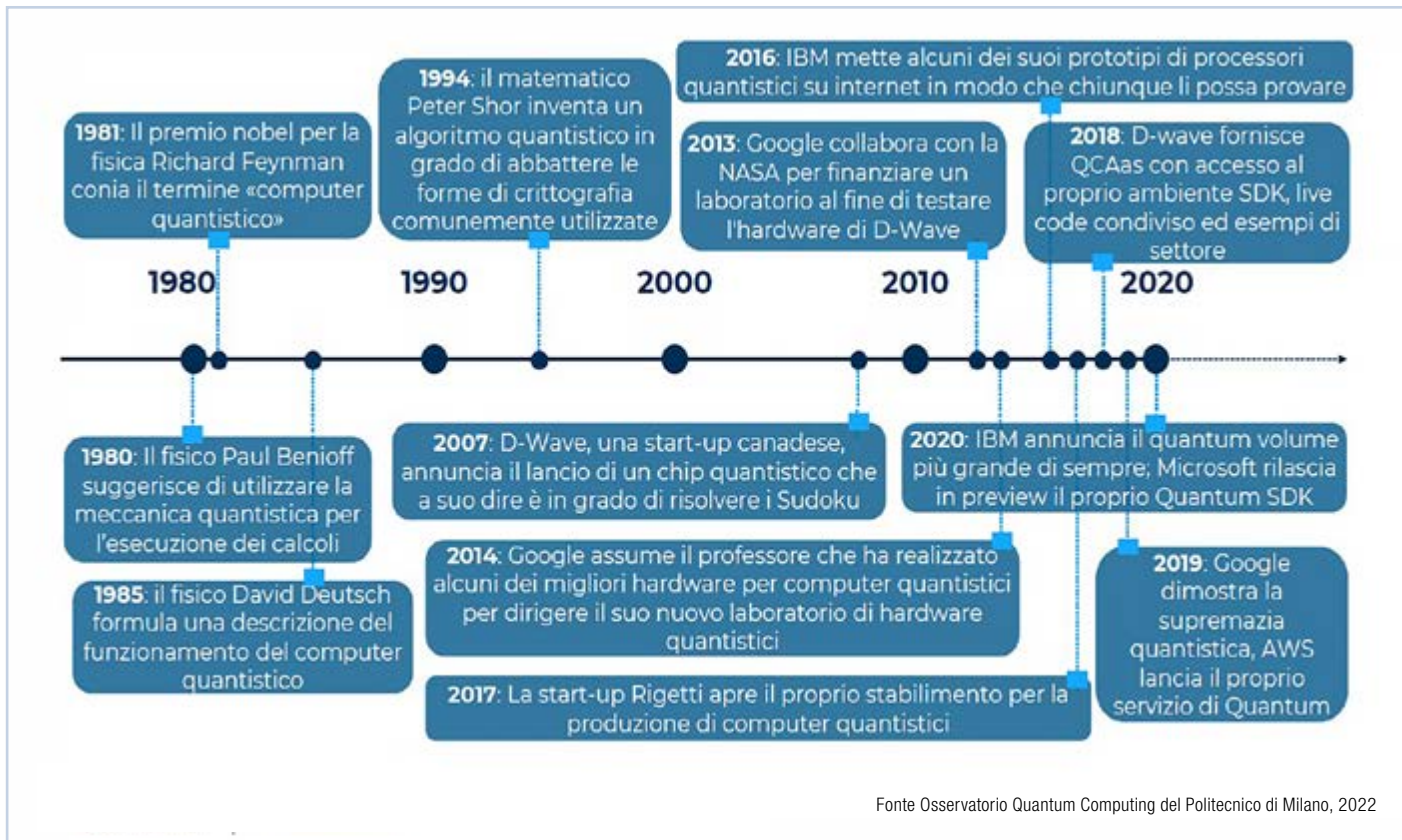 2016: IBM mette alcuni dei suoi prototipi di processori
quantistici su internet in modo che chiunque li possa provare
1994: il matematico
Peter Shor inventa un
algoritmo quantistico in
grado di abbattere le
forme di crittografia
comunemente utilizzate
1981: Il premio nobel per la
fisica Richard Feynman
conia il termine «computer
quantistico»
2013: Google collabora con la
NASA per finanziare un
laboratorio al fine di testare
l'hardware di D-Wave
2018: D-wave fornisce
QCAas con accesso al
proprio ambiente SDK, live
code condiviso ed esempi di
settore
1980
1990
2000
2010
2020
1980: Il fisico Paul Benioff
suggerisce di utilizzare la
meccanica quantistica per
l'esecuzione dei calcoli
2007: D-Wave, una start-up canadese,
annuncia il lancio di un chip quantistico che
a suo dire è in grado di risolvere i Sudoku
2020: IBM annuncia il quantum volume
più grande di sempre; Microsoft rilascia
in preview il proprio Quantum SDK
1985: il fisico David Deutsch
formula una descrizione del
funzionamento del computer
quantistico
2014: Google assume il professore che ha realizzato
alcuni dei migliori hardware per computer quantistici
per dirigere il suo nuovo laboratorio di hardware
quantistici
2019: Google
dimostra la
supremazia
quantistica, AWS
lancia il proprio
servizio di Quantum
2017: La start-up Rigetti apre il proprio stabilimento per la
produzione di computer quantistici
Fonte Osservatorio Quantum Computing del Politecnico di Milano, 2022